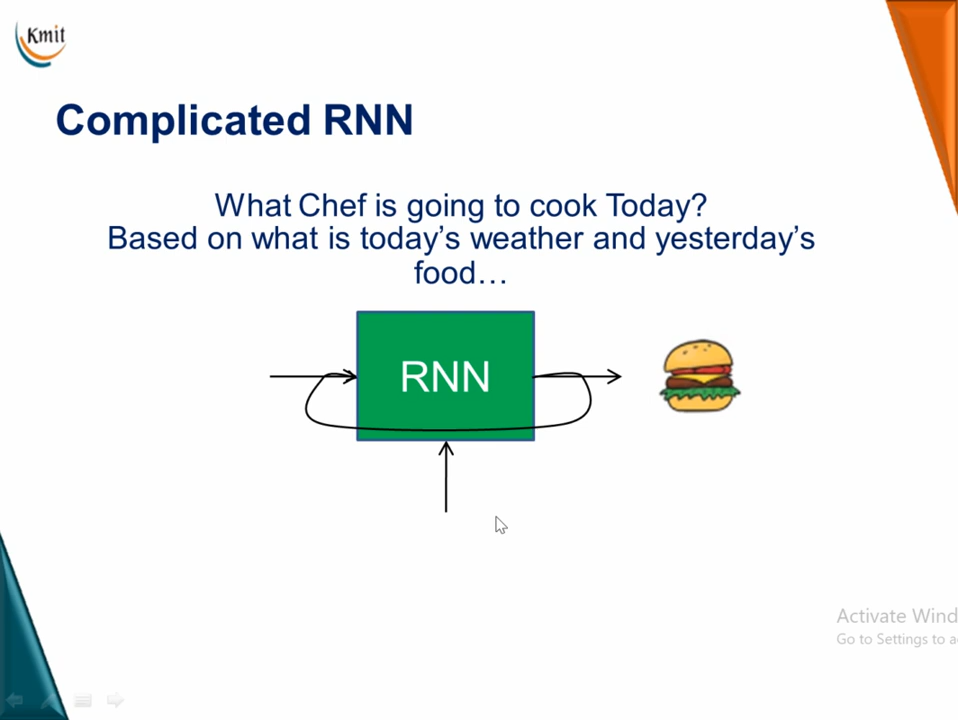 Kmit
Complicated RNN
What Chef is going to cook Today?
Based on what is today's weather and yesterday's
food…
RNN
Activate Wind
Go to Settings to a